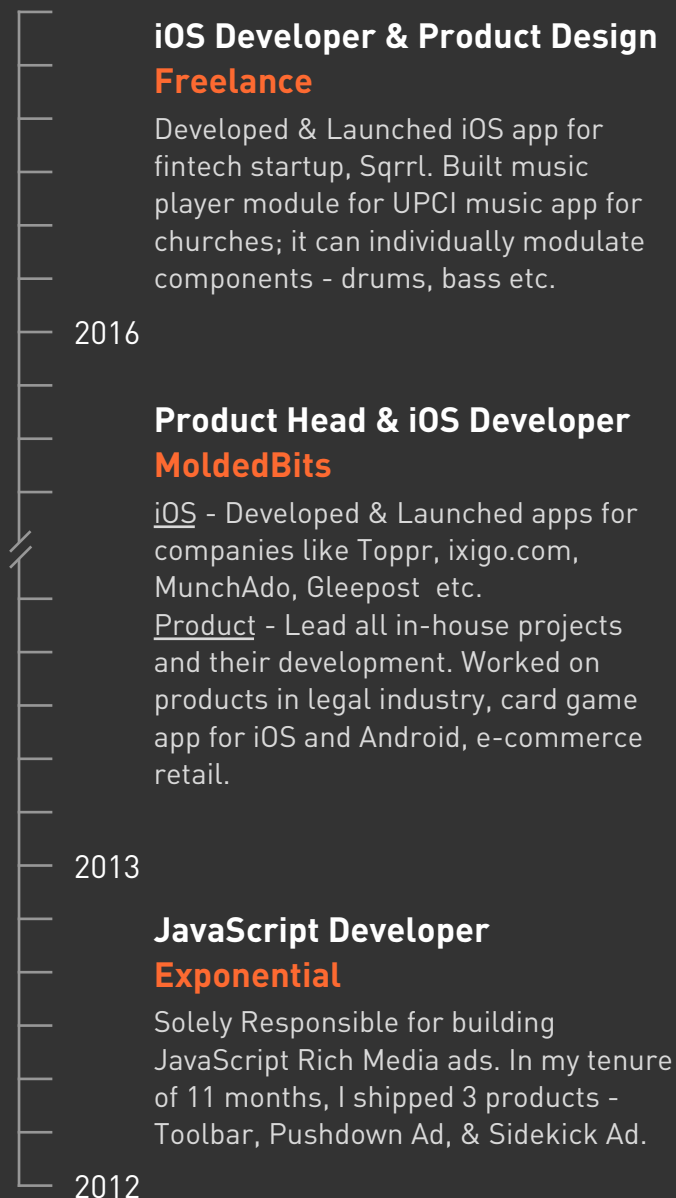 iOS Developer & Product Design
Freelance
Developed & Launched iOS app for
fintech startup, Sqrrl. Built music
player module for UPCI music app for
churches; it can individually modulate
components - drums, bass etc.
2016
Product Head & iOS Developer
MoldedBits
iOS - Developed & Launched apps for
companies like Toppr, ixigo.com,
MunchAdo, Gleepost  etc.
Product - Lead all in-house projects
and their development. Worked on
products in legal industry, card game
app for iOS and Android, e-commerce
retail.
2013
JavaScript Developer
Exponential
Solely Responsible for building
JavaScript Rich Media ads. In my tenure
of 11 months, I shipped 3 products -
Toolbar, Pushdown Ad, & Sidekick Ad.
2012